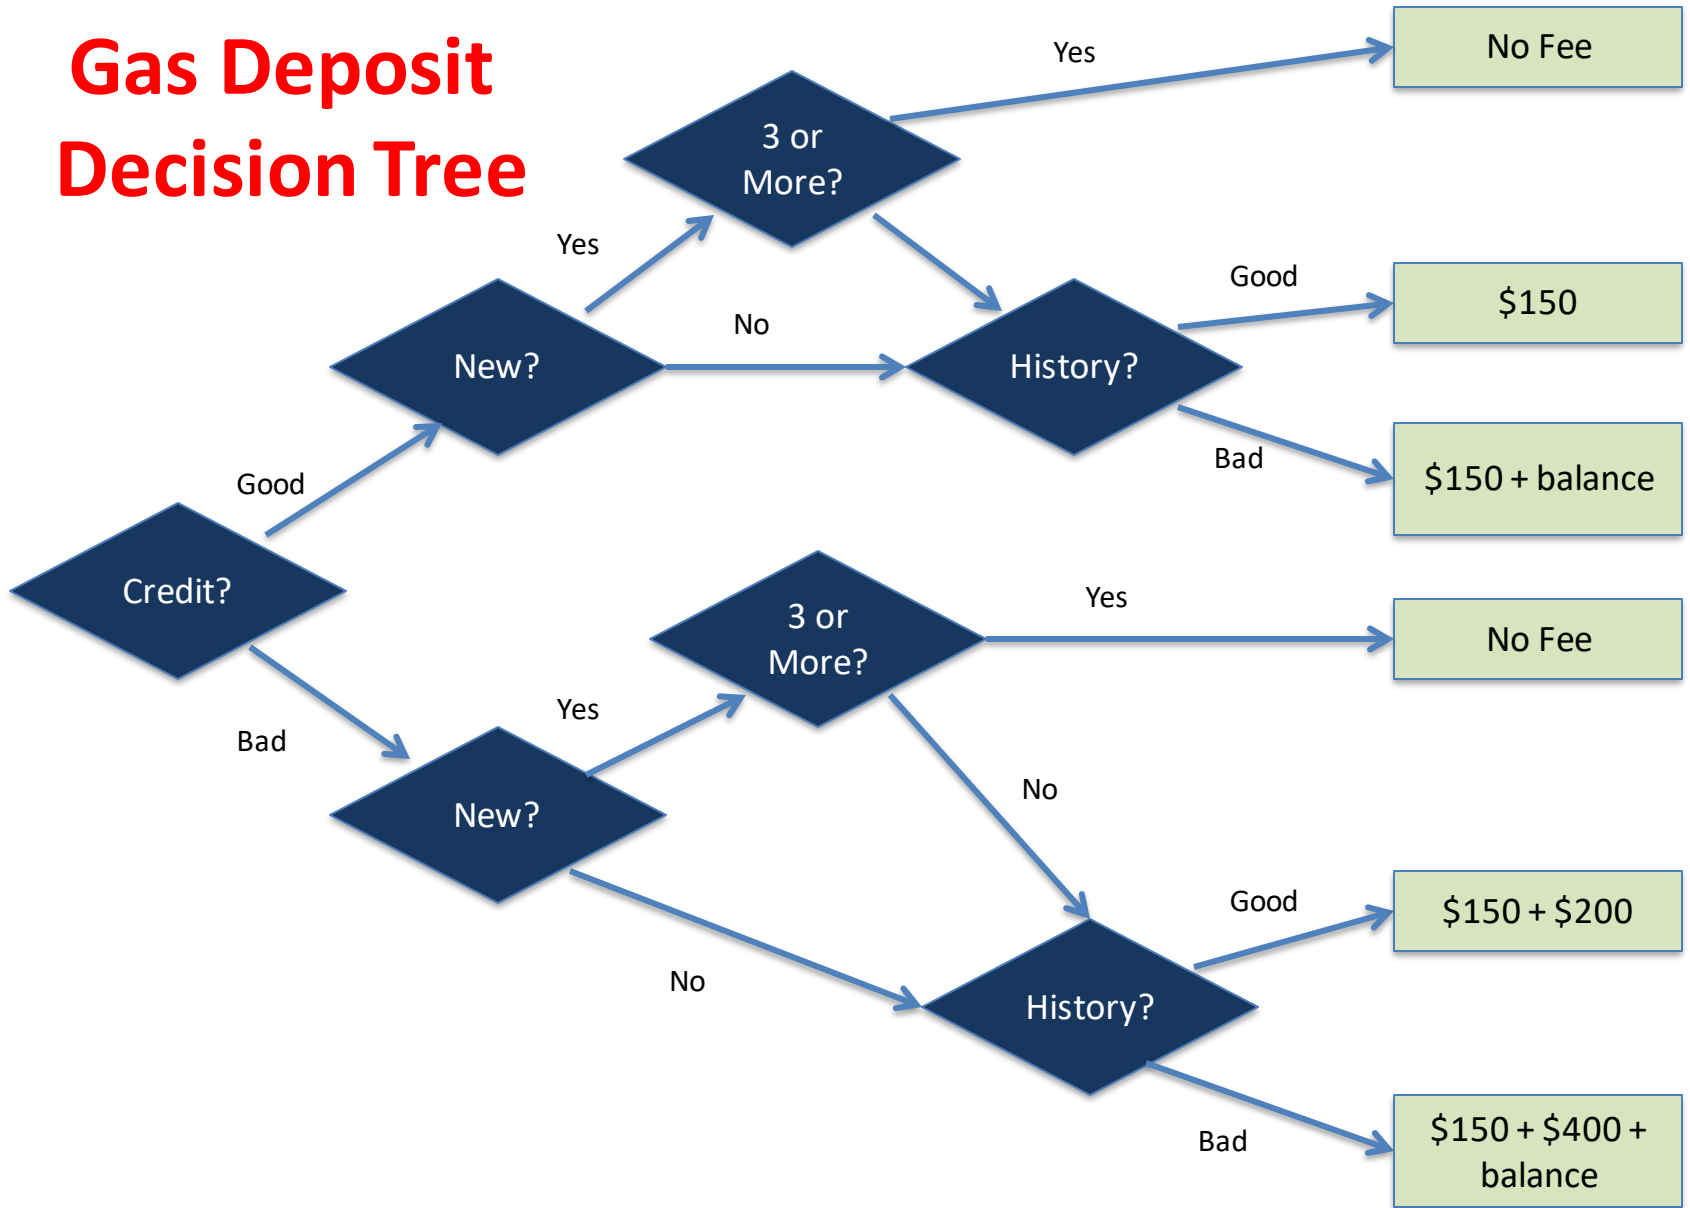 Gas Deposit
Decision Tree
Yes
No Fee
3 or
More?
Yes
Good
$150
No
New?
History?
Bad
$150 + balance
Good
Credit?
3 or
More?
Yes
No Fee
Bad
Yes
New?
No
Good
$150 + $200
No
History?
Bad
$150 + $400 +
balance